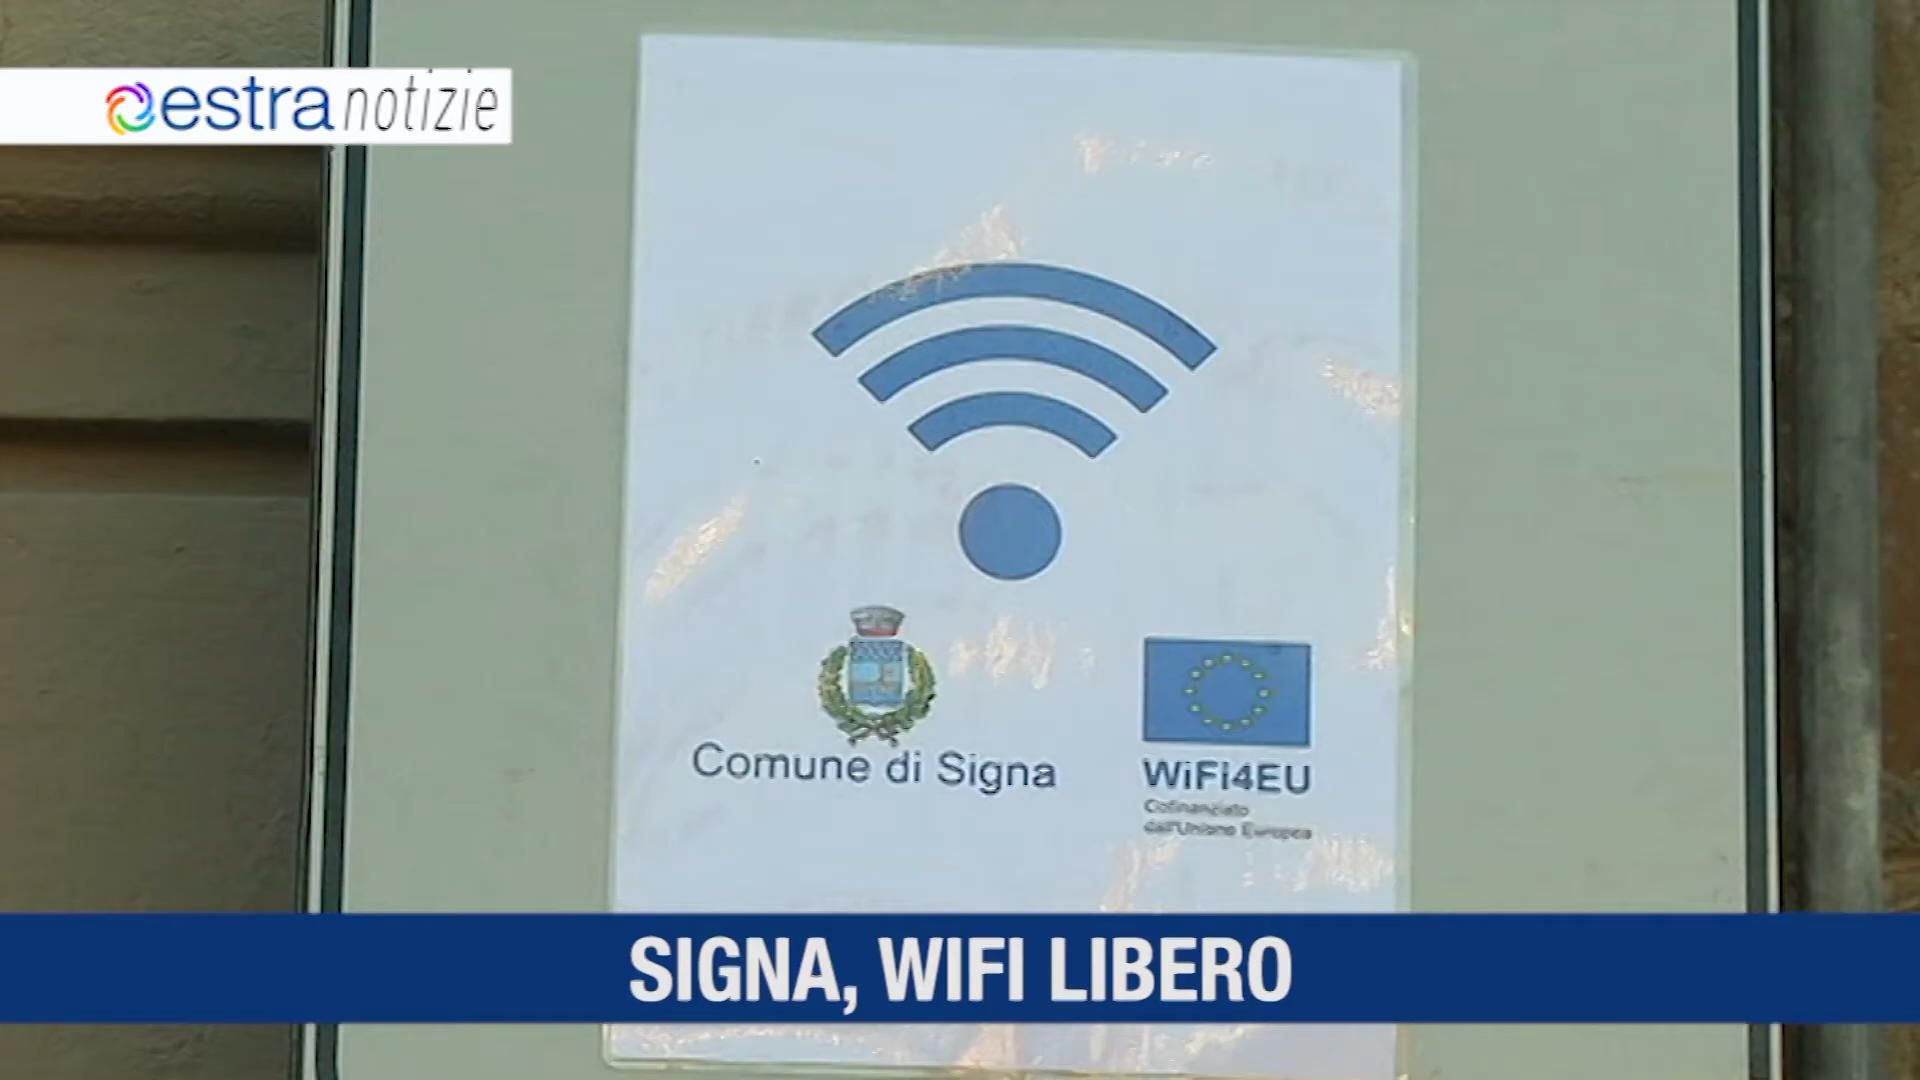 estra notizie
Comune di Signa
WiFi4EU
Cofinanziato
dall'Unione Europea
SIGNA, WIFI LIBERO